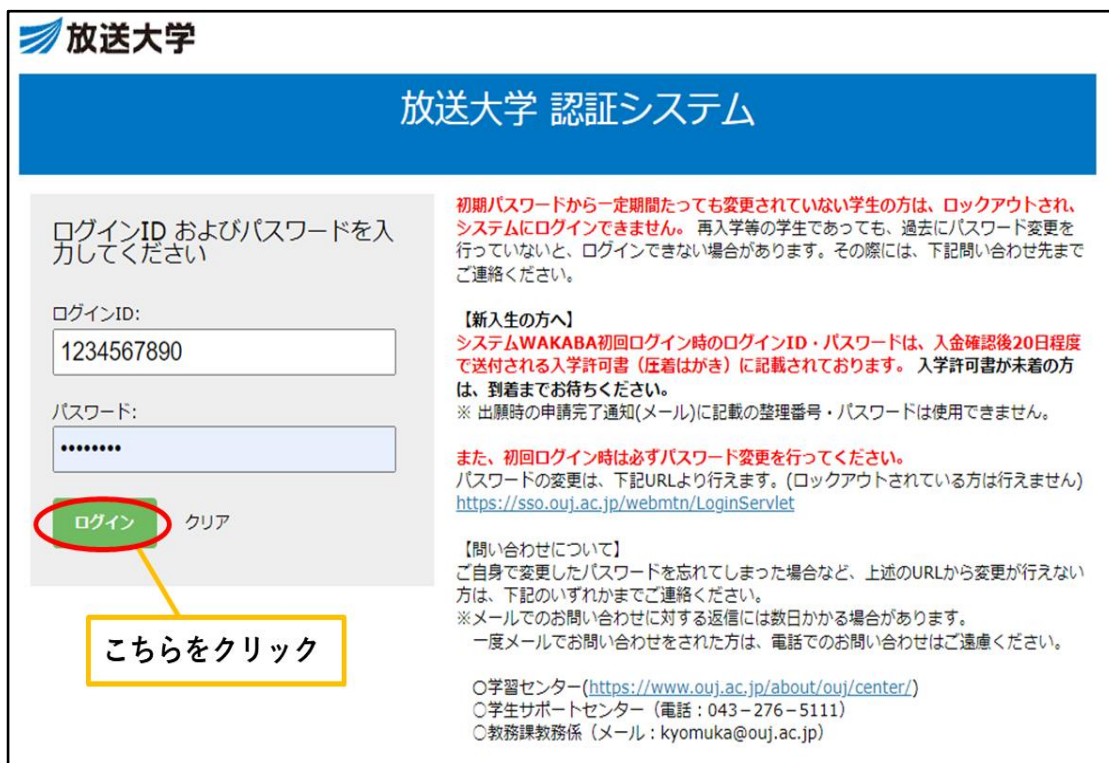 放送大学
放送大学 認証システム
ログインID およびパスワードを入
力してください
ログインID:
1234567890
パスワード:
••••••••
ログイン
クリア
こちらをクリック
初期パスワードから一定期間たっても変更されていない学生の方は、ロックアウトされ、
システムにログインできません。 再入学等の学生であっても、過去にパスワード変更を
行っていないと、ログインできない場合があります。その際には、下記問い合わせ先まで
ご連絡ください。
【新入生の方へ】
システムWAKABA初回ログイン時のログインID・パスワードは、入金確認後20日程度
で送付される入学許可書（圧着はがき）に記載されております。 入学許可書が未着の方
は、到着までお待ちください。
※ 出願時の申請完了通知(メール)に記載の整理番号・パスワードは使用できません。
また、初回ログイン時は必ずパスワード変更を行ってください。
パスワードの変更は、下記URLより行えます。(ロックアウトされている方は行えません)
https://sso.ouj.ac.jp/webmtn/LoginServlet
【問い合わせについて】
ご自身で変更したパスワードを忘れてしまった場合など、上述のURLから変更が行えない
方は、下記のいずれかまでご連絡ください。
※メールでのお問い合わせに対する返信には数日かかる場合があります。
一度メールでお問い合わせをされた方は、電話でのお問い合わせはご遠慮ください。
○学習センター(https://www.ouj.ac.jp/about/ouj/center/)
○学生サポートセンター（電話：043－276－5111）
○教務課教務係（メール：kyomuka@ouj.ac.jp）